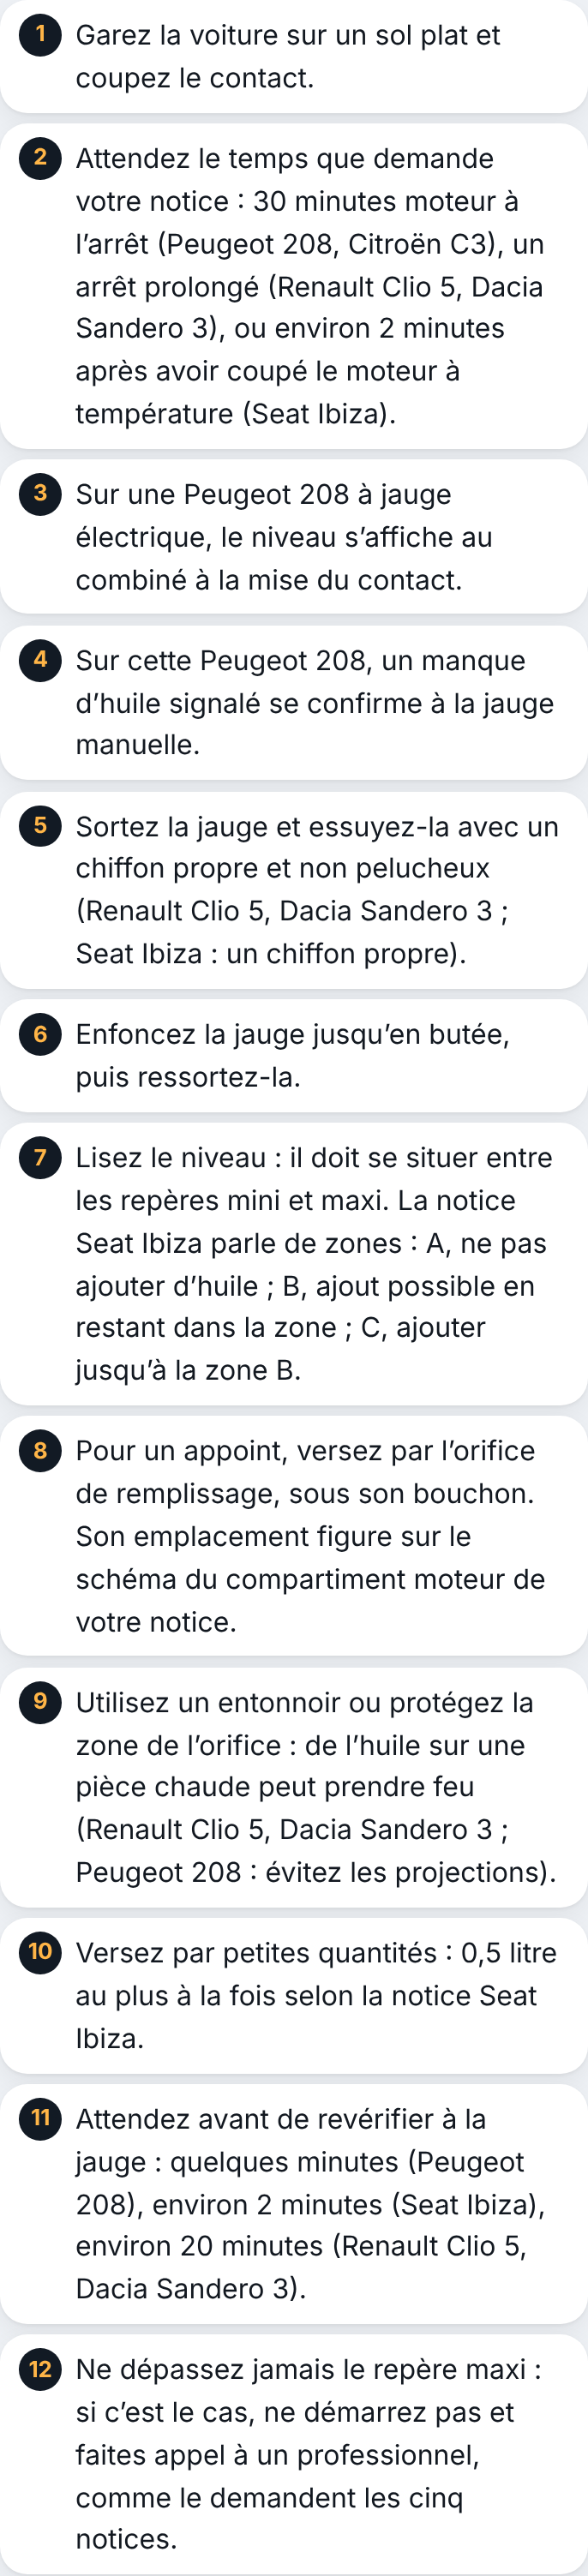 1 Garez la voiture sur un sol plat et
coupez le contact.
2 Attendez le temps que demande
votre notice : 30 minutes moteur à
l’arrêt (Peugeot 208, Citroën C3), un
arrêt prolongé (Renault Clio 5, Dacia
Sandero 3), ou environ 2 minutes
après avoir coupé le moteur à
température (Seat Ibiza).
3 Sur une Peugeot 208 à jauge
électrique, le niveau s’affiche au
combiné à la mise du contact.
4 Sur cette Peugeot 208, un manque
d’huile signalé se confirme à la jauge
manuelle.
5 Sortez la jauge et essuyez-la avec un
chiffon propre et non pelucheux
(Renault Clio 5, Dacia Sandero 3 ;
Seat Ibiza : un chiffon propre).
6 Enfoncez la jauge jusqu’en butée,
puis ressortez-la.
7 Lisez le niveau : il doit se situer entre
les repères mini et maxi. La notice
Seat Ibiza parle de zones : A, ne pas
ajouter d’huile ; B, ajout possible en
restant dans la zone ; C, ajouter
jusqu’à la zone B.
8 Pour un appoint, versez par l’orifice
de remplissage, sous son bouchon.
Son emplacement figure sur le
schéma du compartiment moteur de
votre notice.
9 Utilisez un entonnoir ou protégez la
zone de l’orifice : de l’huile sur une
pièce chaude peut prendre feu
(Renault Clio 5, Dacia Sandero 3 ;
Peugeot 208 : évitez les projections).
10 Versez par petites quantités : 0,5 litre
au plus à la fois selon la notice Seat
Ibiza.
11 Attendez avant de revérifier à la
jauge : quelques minutes (Peugeot
208), environ 2 minutes (Seat Ibiza),
environ 20 minutes (Renault Clio 5,
Dacia Sandero 3).
12 Ne dépassez jamais le repère maxi :
si c’est le cas, ne démarrez pas et
faites appel à un professionnel,
comme le demandent les cinq
notices.